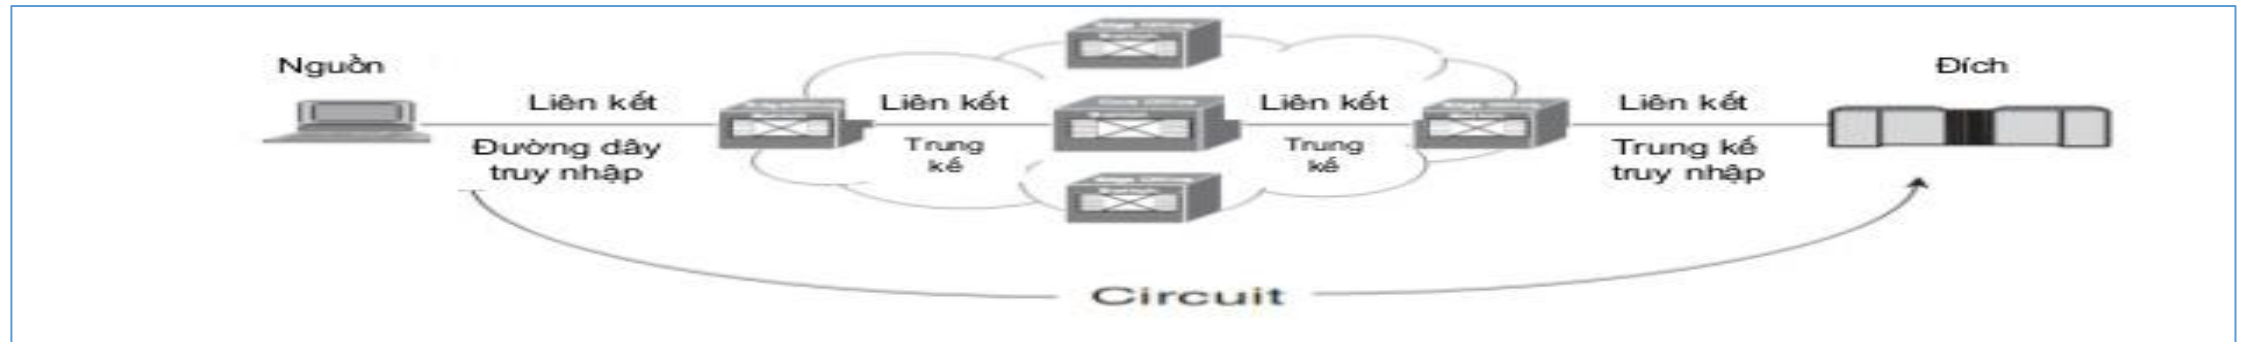 Nguồn
Đích
Liên kết
Liên kết
Liên kết
Liên kết
Đường dây
truy nhập
Trung
kế
Trung
kế
Trung kế
truy nhập
Circuit